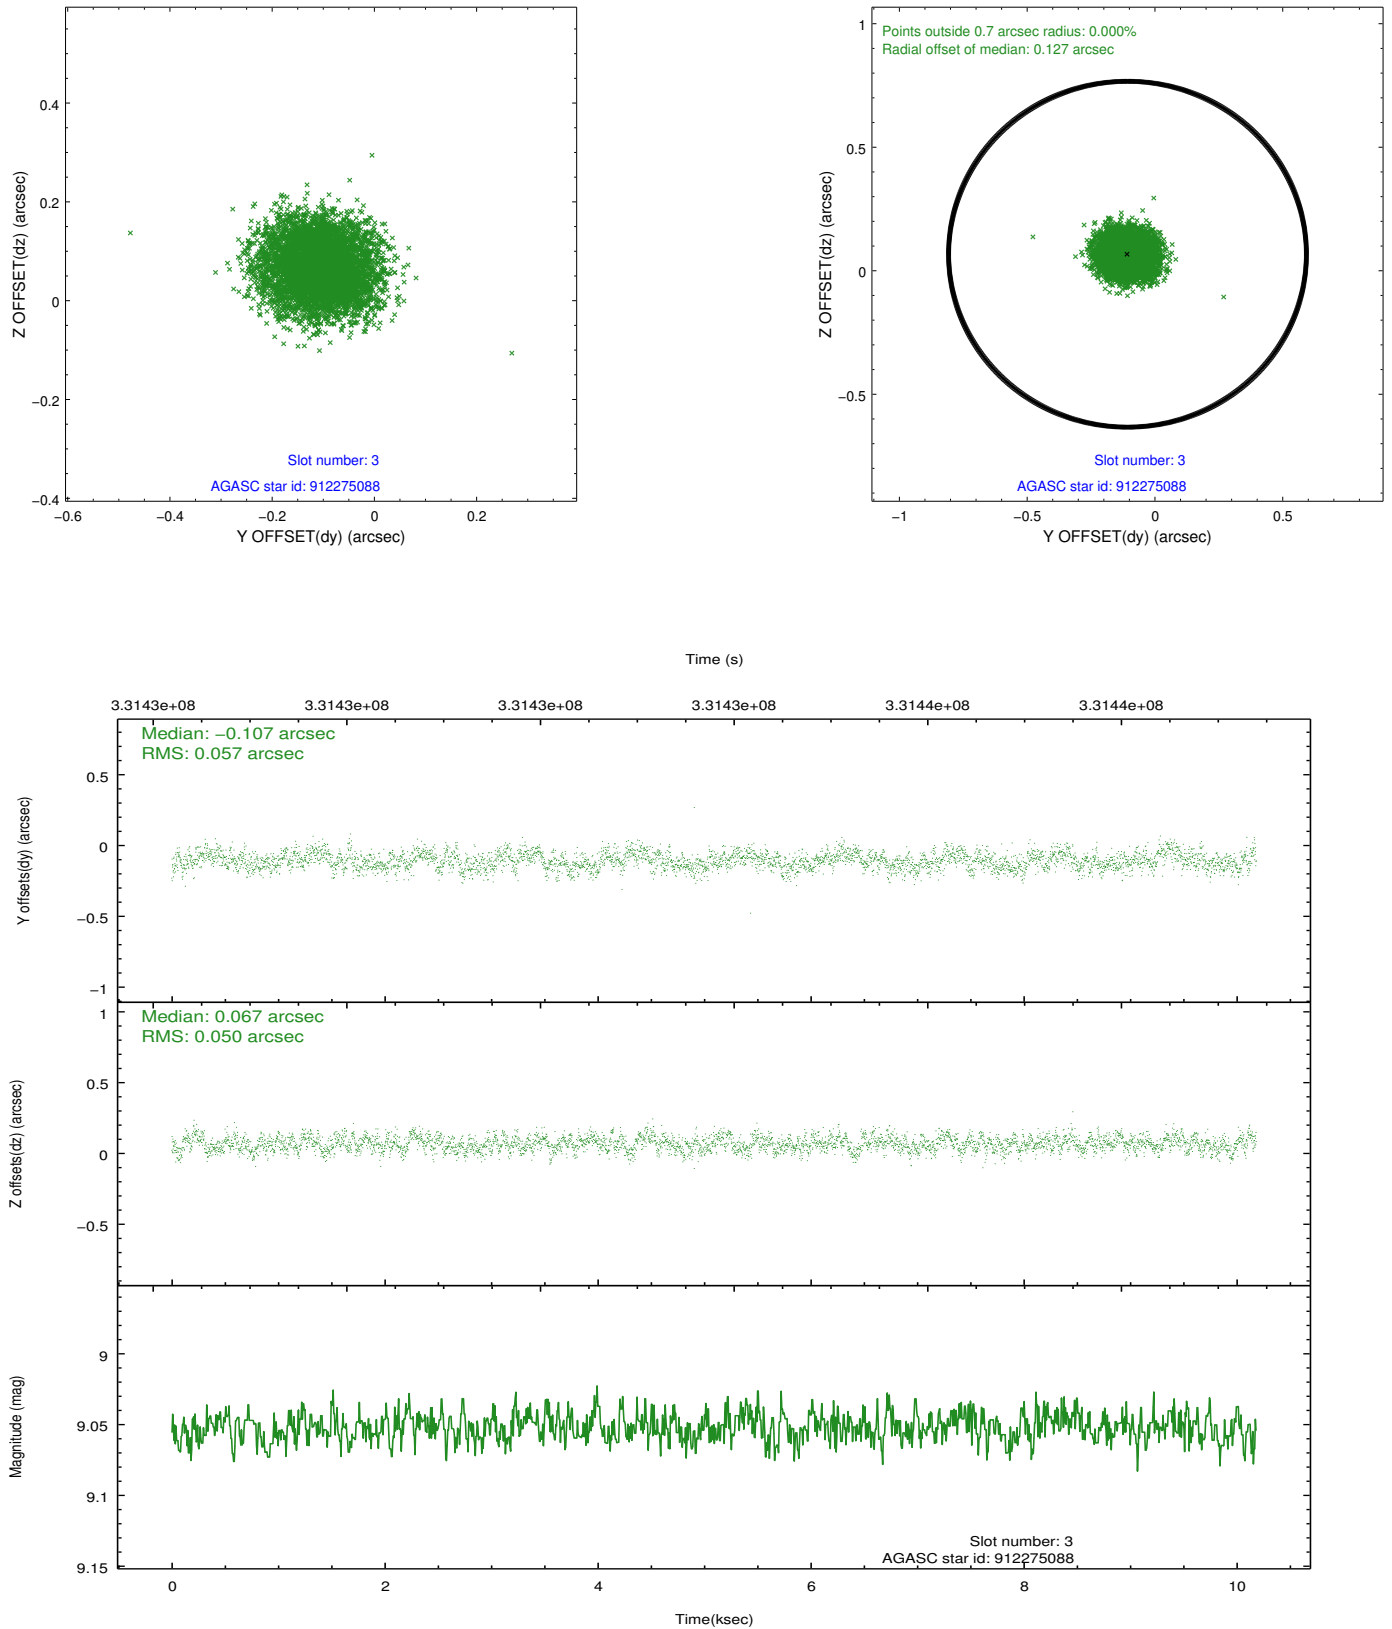 0.4
0.2
0
−0.2
−0.4
Z OFFSET(dz) (arcsec)
Slot number: 3
AGASC star id: 912275088
−0.6
−0.4
−0.2
0
0.2
Y OFFSET(dy) (arcsec)
Points outside 0.7 arcsec radius: 0.000%
Radial offset of median: 0.127 arcsec
1
0.5
0
−0.5
Z OFFSET(dz) (arcsec)
Slot number: 3
AGASC star id: 912275088
−1
−0.5
0
0.5
Y OFFSET(dy) (arcsec)
Time (s)
3.3143e+08
3.3143e+08
3.3143e+08
3.3143e+08
3.3144e+08
3.3144e+08
Median: −0.107 arcsec
RMS: 0.057 arcsec
0.5
0
−0.5
−1
Y offsets(dy) (arcsec)
Median: 0.067 arcsec
RMS: 0.050 arcsec
1
0.5
0
−0.5
Z offsets(dz) (arcsec)
9
9.05
9.1
9.15
Magnitude (mag)
Slot number: 3
AGASC star id: 912275088
0
2
4
6
8
10
Time(ksec)